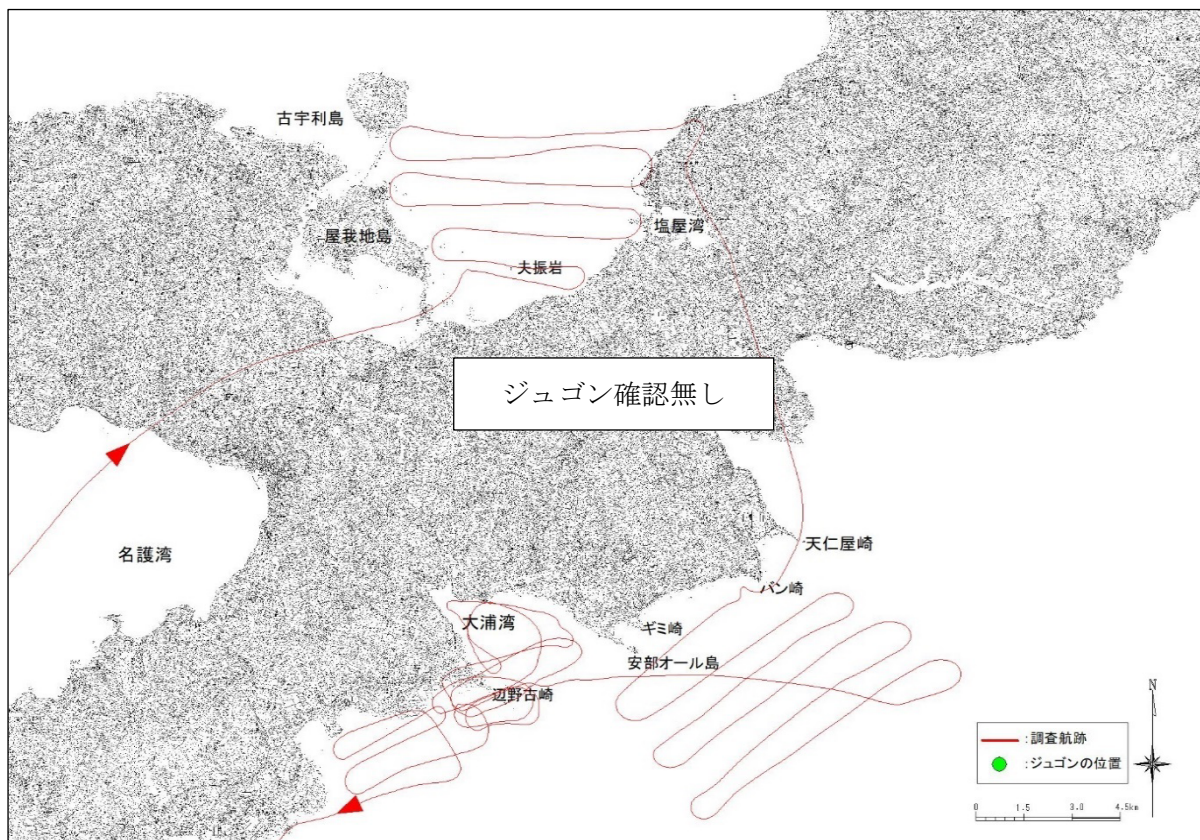 古宇利島
屋我地島
塩屋湾
夫振岩
ジュゴン確認無し
名護湾
天仁屋崎
バン崎
大浦湾
ギミ崎
安部オール島
辺野古崎
N
:調査航跡
:ジュゴンの位置
0 1.5 3.0 4.5km